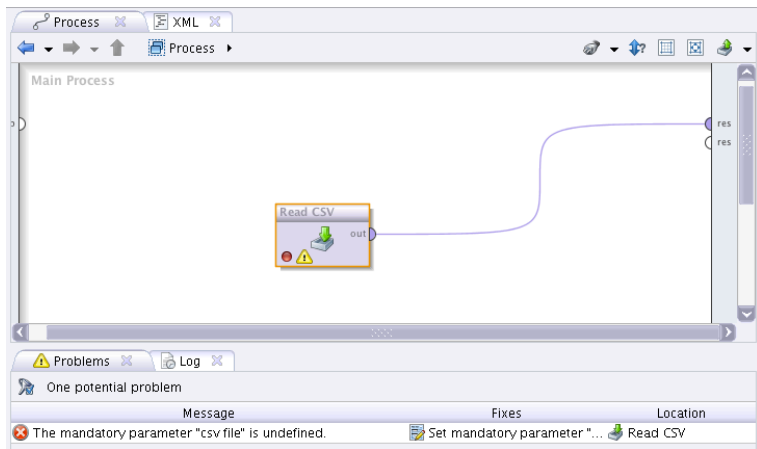 Process XML
Process
Main Process
res
res
Read CSV
out
Problems Log
One potential problem
Message Fixes Location
The mandatory parameter "csv file" is undefined. Set mandatory parameter "... Read CSV